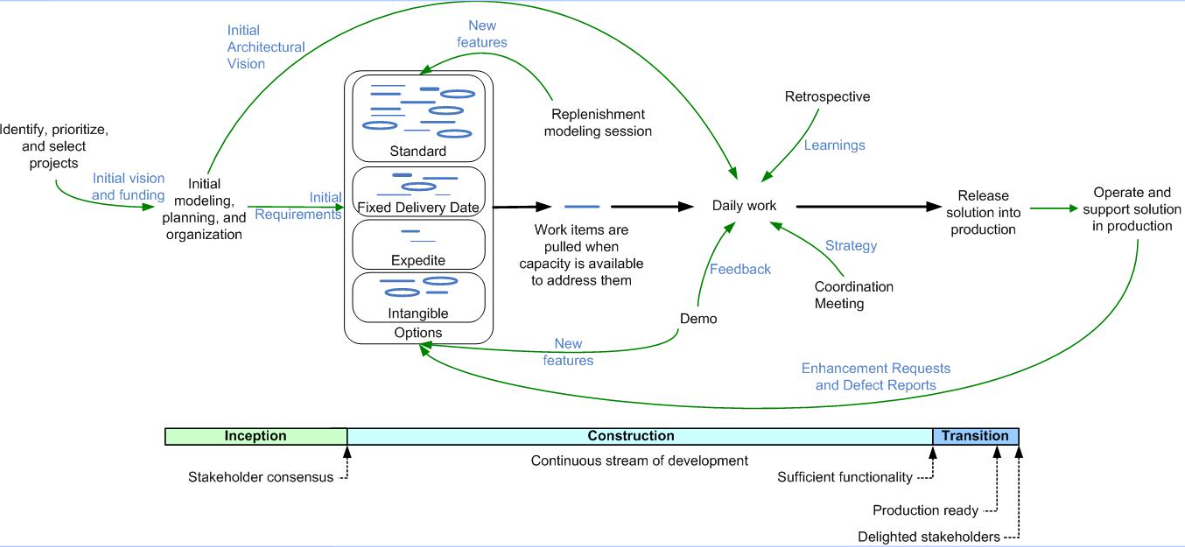 Initial
Architectural
Vision
New
features
Replenishment
modeling session
Retrospective
Learnings
Identify, prioritize,
and select
projects
Initial vision
and funding
Initial
modeling,
planning, and
organization
Initial
Requirements
Standard
Fixed Delivery Date
Expedite
Intangible
Options
Work items are
pulled when
capacity is available
to address them
Daily work
Release
solution into
production
Operate and
support solution
in production
Strategy
Coordination
Meeting
Feedback
Demo
New
features
Enhancement Requests
and Defect Reports
Inception
Construction
Transition
Continuous stream of development
Stakeholder consensus
Sufficient functionality
Production ready
Delighted stakeholders